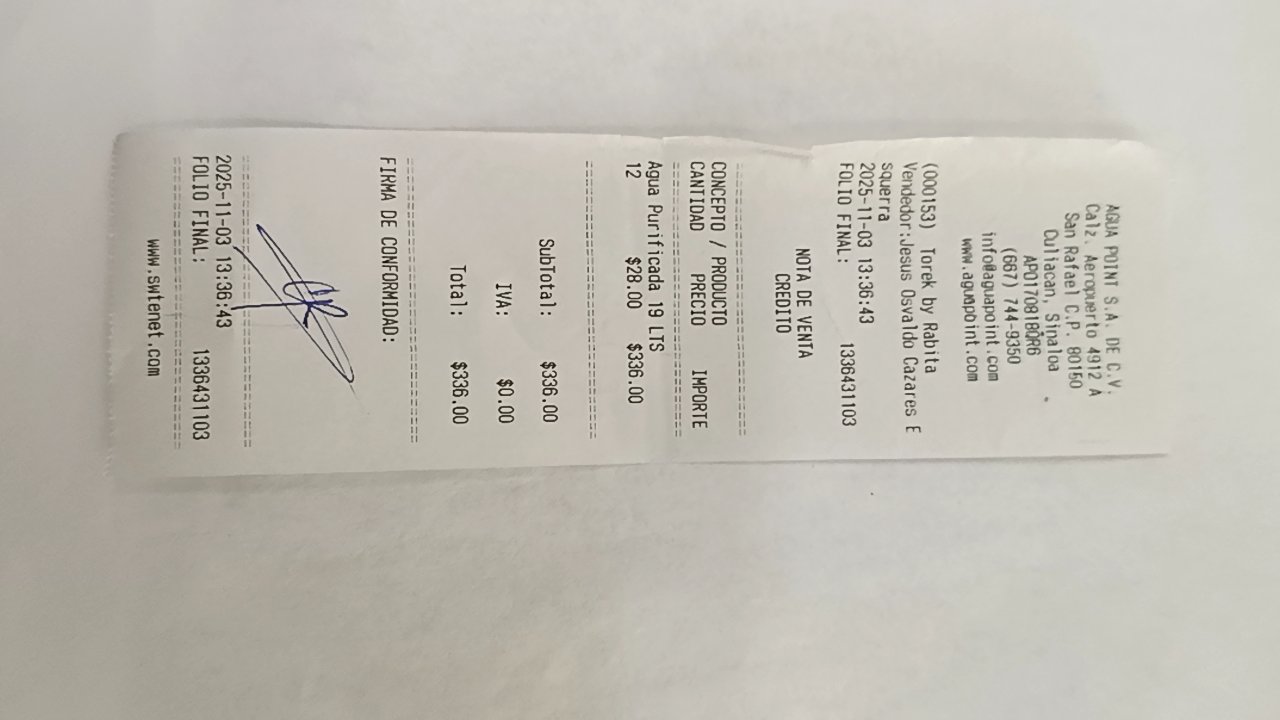 AGUA POINT S.A. DE C.V.
Calz. Aeropuerto 4912 A
San Rafael C.P. 80150
Culiacan, Sinaloa
APO170818QR6
(667) 744-9350
info@aguapoint.com
www.aguapoint.com
(000153) Torek by Rabita
Vendedor:Jesus Osvaldo Cazares E
squerra
2025-11-03 13:36:43
FOLIO FINAL: 1336431103
NOTA DE VENTA
CREDITO
CONCEPTO / PRODUCTO
CANTIDAD PRECIO IMPORTE
Agua Purificada 19 LTS
12 $28.00 $336.00
SubTotal: $336.00
IVA: $0.00
Total: $336.00
FIRMA DE CONFORMIDAD:
2025-11-03 13:36:43
FOLIO FINAL: 1336431103
www.swtenet.com